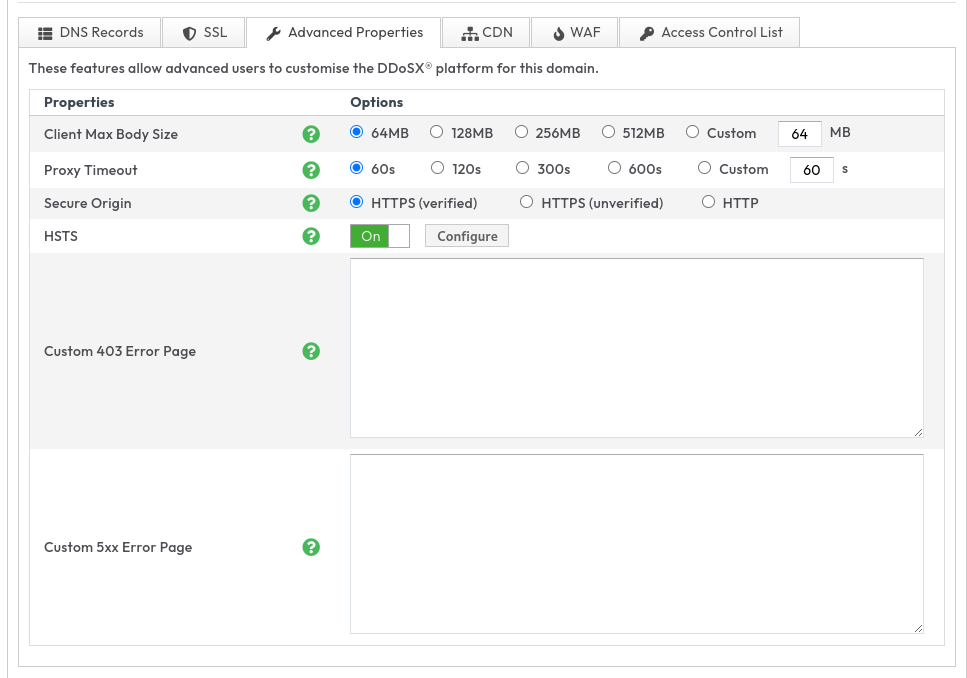 DNS Records SSL Advanced Properties CDN WAF Access Control List
These features allow advanced users to customise the DDoSX® platform for this domain.
Properties Options
Client Max Body Size ? 64MB 128MB 256MB 512MB Custom 64 MB
Proxy Timeout ? 60s 120s 300s 600s Custom 60 s
Secure Origin ? HTTPS (verified) HTTPS (unverified) HTTP
HSTS ? On Configure
Custom 403 Error Page ?
Custom 5xx Error Page ?